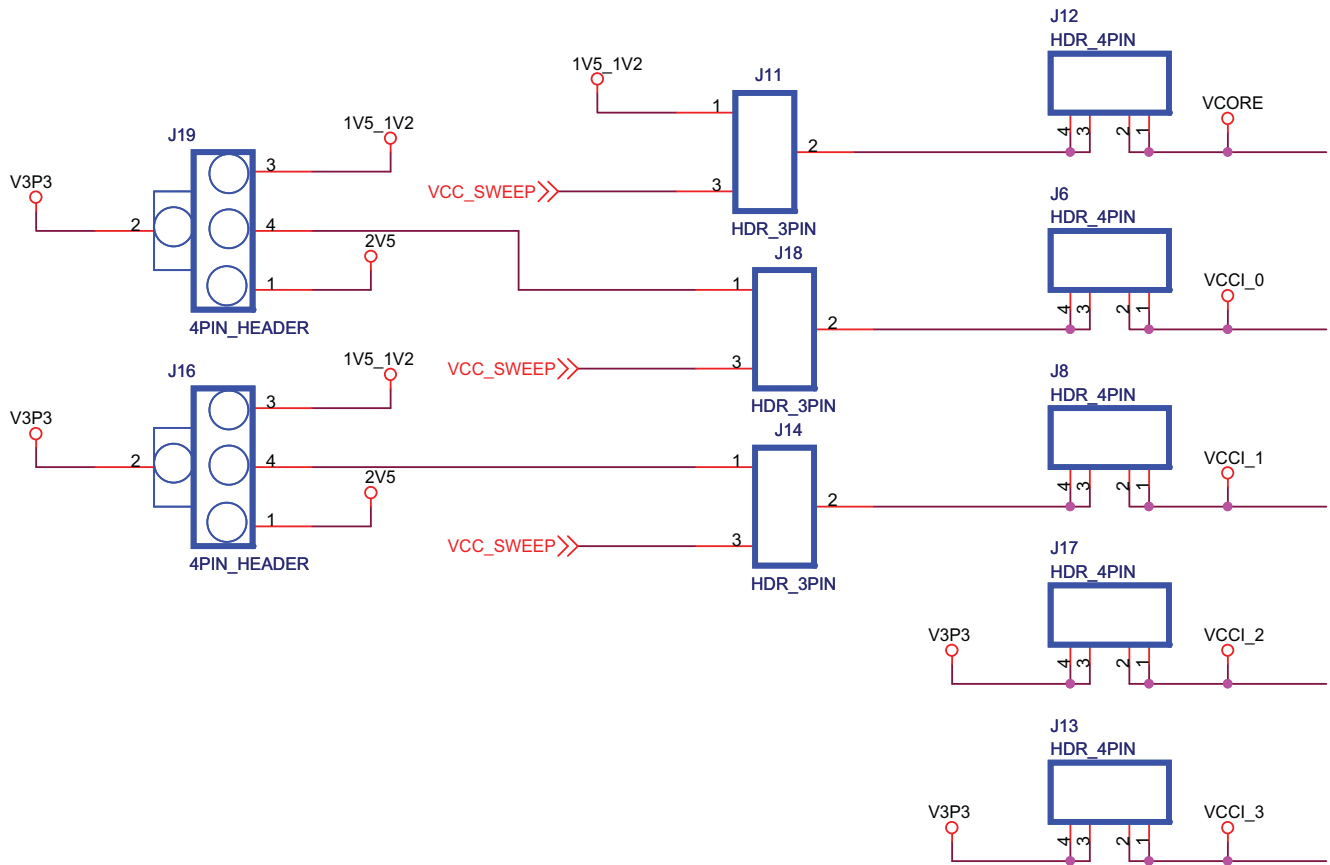 J12
HDR_4PIN
4
3
2
1
VCORE
1V5_1V2
J11
1
2
3
VCC_SWEEP
HDR_3PIN
J19
1V5_1V2
3
V3P3
2
4
2V5
1
4PIN_HEADER
J6
HDR_4PIN
4
3
2
1
VCCI_0
J18
1
2
3
VCC_SWEEP
HDR_3PIN
J16
1V5_1V2
3
V3P3
2
4
2V5
1
4PIN_HEADER
J8
HDR_4PIN
4
3
2
1
VCCI_1
J14
1
2
3
VCC_SWEEP
HDR_3PIN
J17
HDR_4PIN
V3P3
4
3
2
1
VCCI_2
J13
HDR_4PIN
V3P3
4
3
2
1
VCCI_3